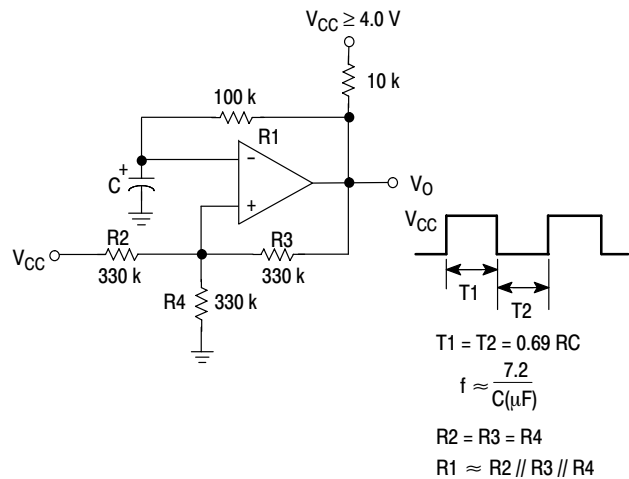 V_CC ≥ 4.0 V
10 k
100 k
R1
–
+
C
+
V_O
V_CC
R2
330 k
R3
330 k
R4
330 k
V_CC
T1
T2
T1 = T2 = 0.69 RC
f ≈ 7.2
C(µF)
R2 = R3 = R4
R1 ≈ R2 // R3 // R4